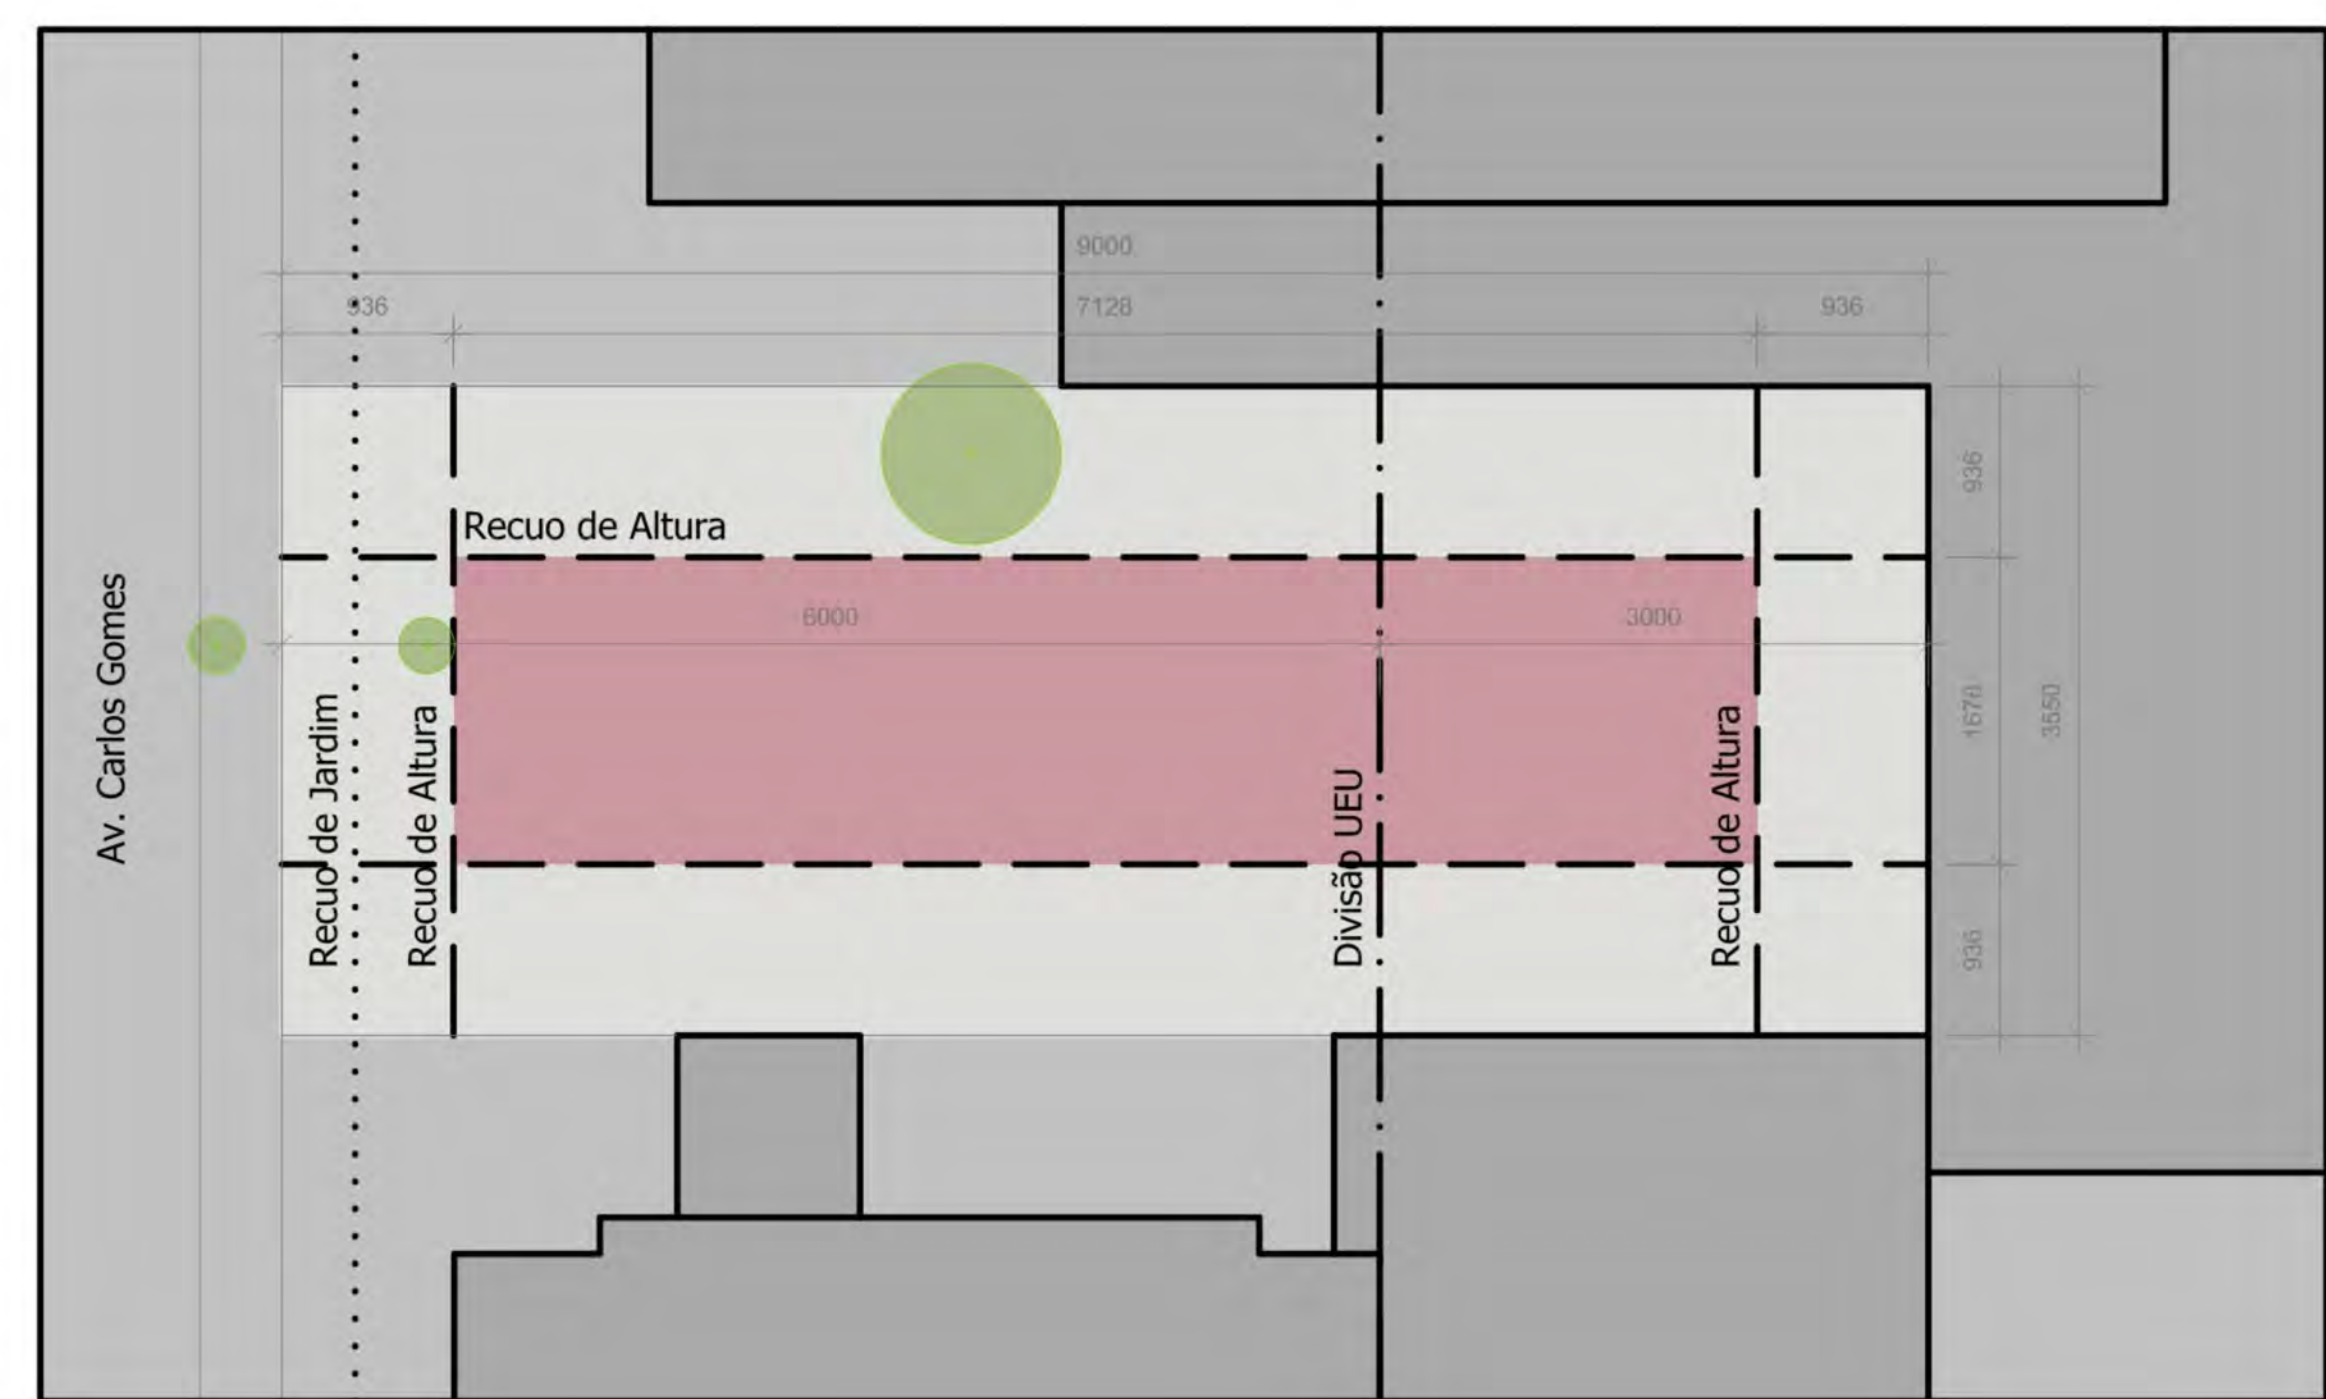 9000
936
7128
936
936
Recuo de Altura
6000
3000
Av. Carlos Gomes
Recuo de Jardim
Recuo de Altura
Divisão UEU
Recuo de Altura
1670
3550
936